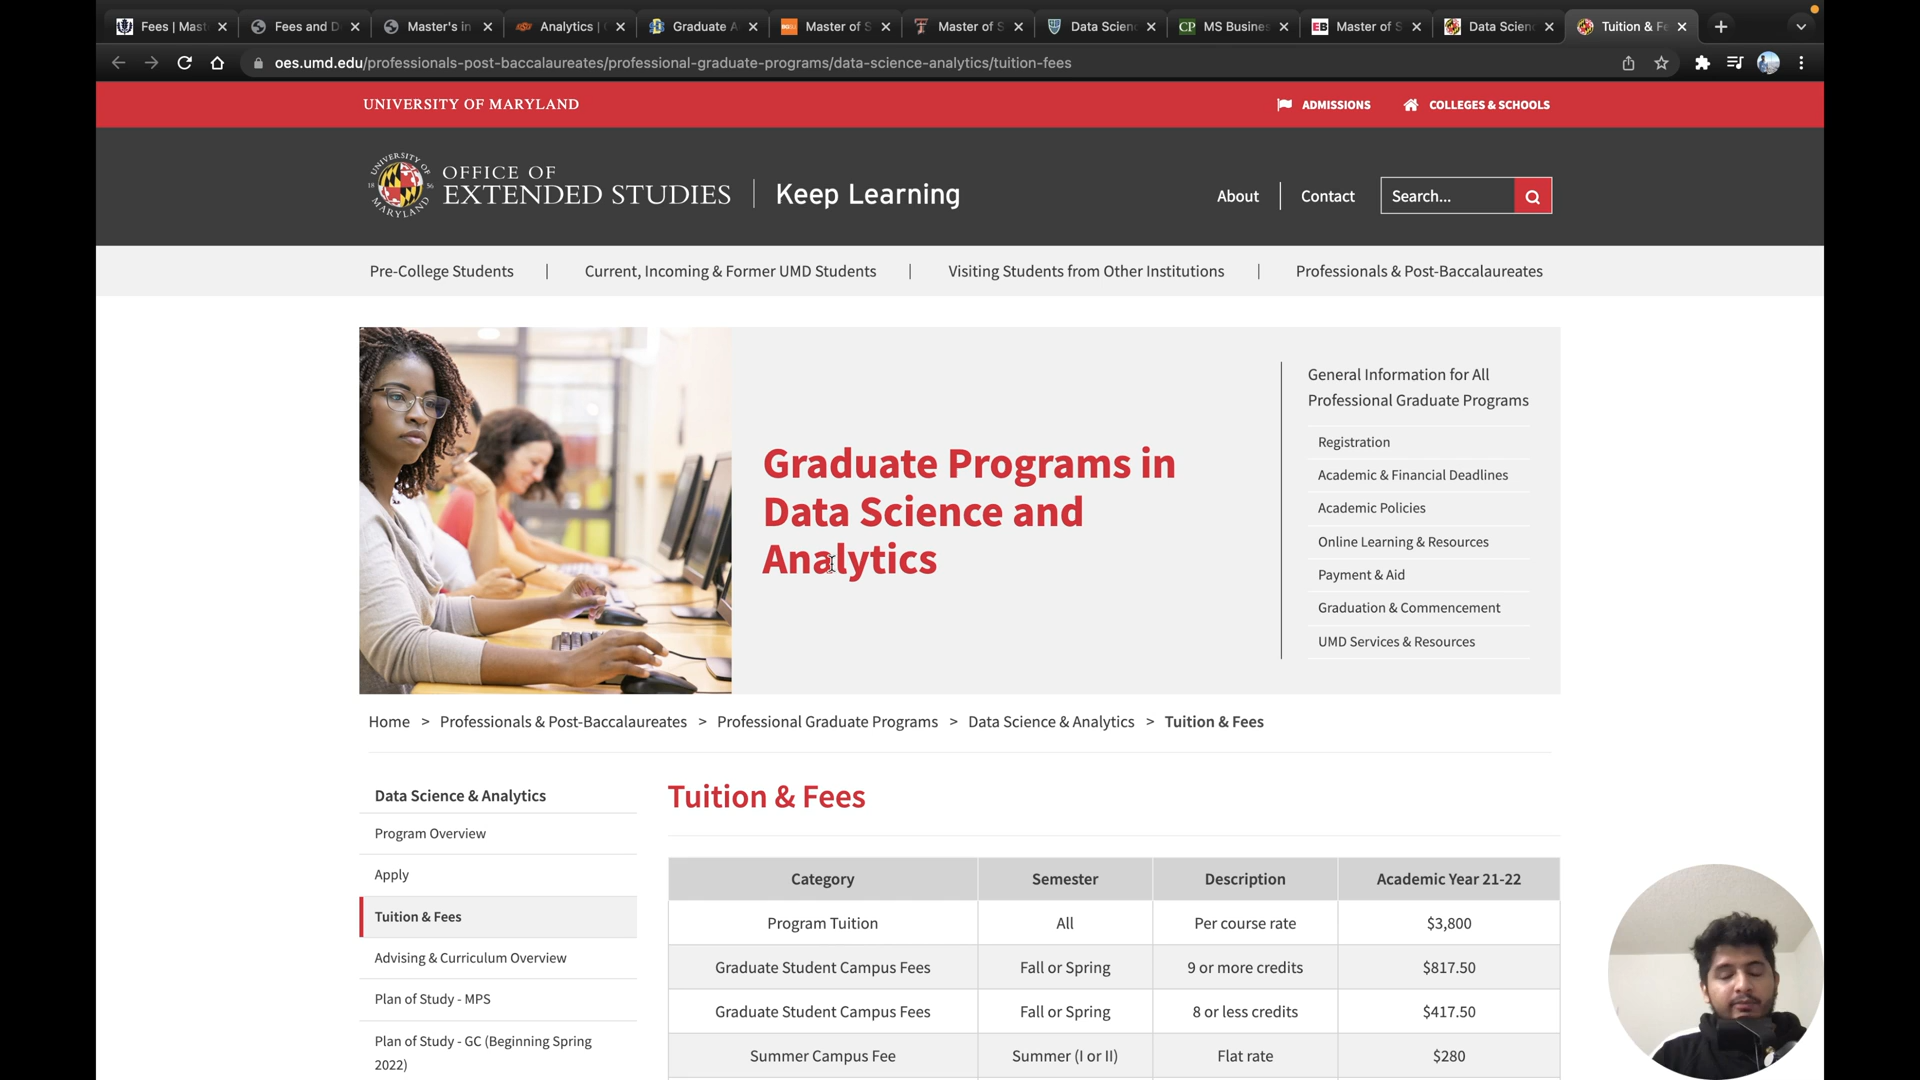 Fees | Mast
Fees and D
Master's in
Analytics |
Graduate A
Master of S
Master of S
Data Scienc
MS Busines
Master of S
Data Scienc
Tuition & Fe
oes.umd.edu/professionals-post-baccalaureates/professional-graduate-programs/data-science-analytics/tuition-fees
UNIVERSITY OF MARYLAND
ADMISSIONS
COLLEGES & SCHOOLS
UNIVERSITY OF
18 56
MARYLAND
OFFICE OF
EXTENDED STUDIES
Keep Learning
About
Contact
Search...
Pre-College Students
Current, Incoming & Former UMD Students
Visiting Students from Other Institutions
Professionals & Post-Baccalaureates
Graduate Programs in
Data Science and
Analytics
General Information for All
Professional Graduate Programs
Registration
Academic & Financial Deadlines
Academic Policies
Online Learning & Resources
Payment & Aid
Graduation & Commencement
UMD Services & Resources
Home > Professionals & Post-Baccalaureates > Professional Graduate Programs > Data Science & Analytics > Tuition & Fees
Data Science & Analytics
Program Overview
Apply
Tuition & Fees
Advising & Curriculum Overview
Plan of Study - MPS
Plan of Study - GC (Beginning Spring
2022)
Tuition & Fees
Category Semester Description Academic Year 21-22
Program Tuition All Per course rate $3,800
Graduate Student Campus Fees Fall or Spring 9 or more credits $817.50
Graduate Student Campus Fees Fall or Spring 8 or less credits $417.50
Summer Campus Fee Summer (I or II) Flat rate $280